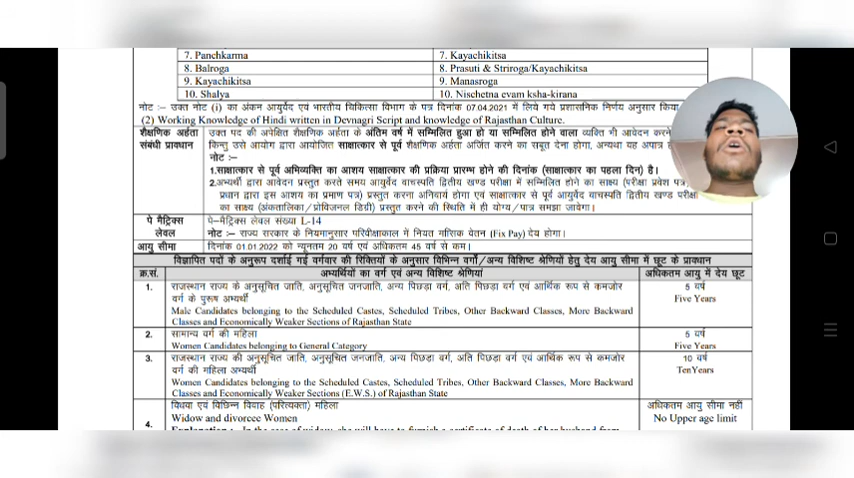 7. Panchkarma 7. Kayachikitsa
8. Balroga 8. Prasuti & Striroga/Kayachikitsa
9. Kayachikitsa 9. Manasroga
10. Shalya 10. Nischetna evam ksha-kirana
नोट :– उक्त नोट (i) का अंकन आयुर्वेद एवं भारतीय चिकित्सा विभाग के पत्र दिनांक 07.04.2021 में लिये गये प्रशासनिक निर्णय अनुसार किया
(2) Working Knowledge of Hindi written in Devnagri Script and knowledge of Rajasthan Culture.
शैक्षणिक अर्हता उक्त पद की अपेक्षित शैक्षणिक अर्हता के अंतिम वर्ष में सम्मिलित हुआ हो या सम्मिलित होने वाला व्यक्ति भी आवेदन करने
संबंधी प्रावधान किन्तु उसे आयोग द्वारा आयोजित साक्षात्कार से पूर्व शैक्षणिक अर्हता अर्जित करने का सबूत देना होगा, अन्यथा वह अपात्र
नोट :–
1.साक्षात्कार से पूर्व अभिव्यक्ति का आशय साक्षात्कार की प्रक्रिया प्रारम्भ होने की दिनांक (साक्षात्कार का पहला दिन) है।
2.अभ्यर्थी द्वारा आवेदन प्रस्तुत करते समय आयुर्वेद वाचस्पति द्वितीय खण्ड परीक्षा में सम्मिलित होने का साक्ष्य (परीक्षा प्रवेश पत्र
प्रधान द्वारा इस आशय का प्रमाण पत्र) प्रस्तुत करना अनिवार्य होगा एवं साक्षात्कार से पूर्व आयुर्वेद वाचस्पति द्वितीय खण्ड परीक्षा
का साक्ष्य (अंकतालिका/प्रोविजनल डिग्री) प्रस्तुत करने की स्थिति में ही योग्य/पात्र समझा जावेगा।
पे मैट्रिक्स पे–मैट्रिक्स लेवल संख्या L-14
लेवल नोट :– राज्य सरकार के नियमानुसार परिवीक्षाकाल में नियत मासिक वेतन (Fix Pay) देय होगा।
आयु सीमा दिनांक 01.01.2022 को न्यूनतम 20 वर्ष एवं अधिकतम 45 वर्ष से कम।
विज्ञापित पदों के अनुरूप दर्शाई गई वर्गवार की रिक्तियों के अनुसार विभिन्न वर्गों/अन्य विशिष्ट श्रेणियों हेतु देय आयु सीमा में छूट के प्रावधान
क्र.सं. अभ्यर्थियों का वर्ग एवं अन्य विशिष्ट श्रेणियां अधिकतम आयु में देय छूट
1. राजस्थान राज्य के अनुसूचित जाति, अनुसूचित जनजाति, अन्य पिछड़ा वर्ग, अति पिछड़ा वर्ग एवं आर्थिक रूप से कमजोर 5 वर्ष
वर्ग के पुरूष अभ्यर्थी Five Years
Male Candidates belonging to the Scheduled Castes, Scheduled Tribes, Other Backward Classes, More Backward
Classes and Economically Weaker Sections of Rajasthan State
2. सामान्य वर्ग की महिला 5 वर्ष
Women Candidates belonging to General Category Five Years
3. राजस्थान राज्य की अनुसूचित जाति, अनुसूचित जनजाति, अन्य पिछड़ा वर्ग, अति पिछड़ा वर्ग एवं आर्थिक रूप से कमजोर 10 वर्ष
वर्ग की महिला अभ्यर्थी TenYears
Women Candidates belonging to the Scheduled Castes, Scheduled Tribes, Other Backward Classes, More Backward
Classes and Economically Weaker Sections (E.W.S.) of Rajasthan State
विधवा एवं विछिन्न विवाह (परित्यक्ता) महिला अधिकतम आयु सीमा नहीं
4. Widow and divorcee Women No Upper age limit